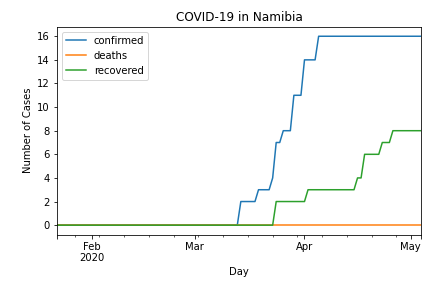 COVID-19 in Namibia
confirmed
deaths
recovered
16
14
12
10
8
6
4
2
0
Number of Cases
Feb
2020
Mar
Apr
May
Day